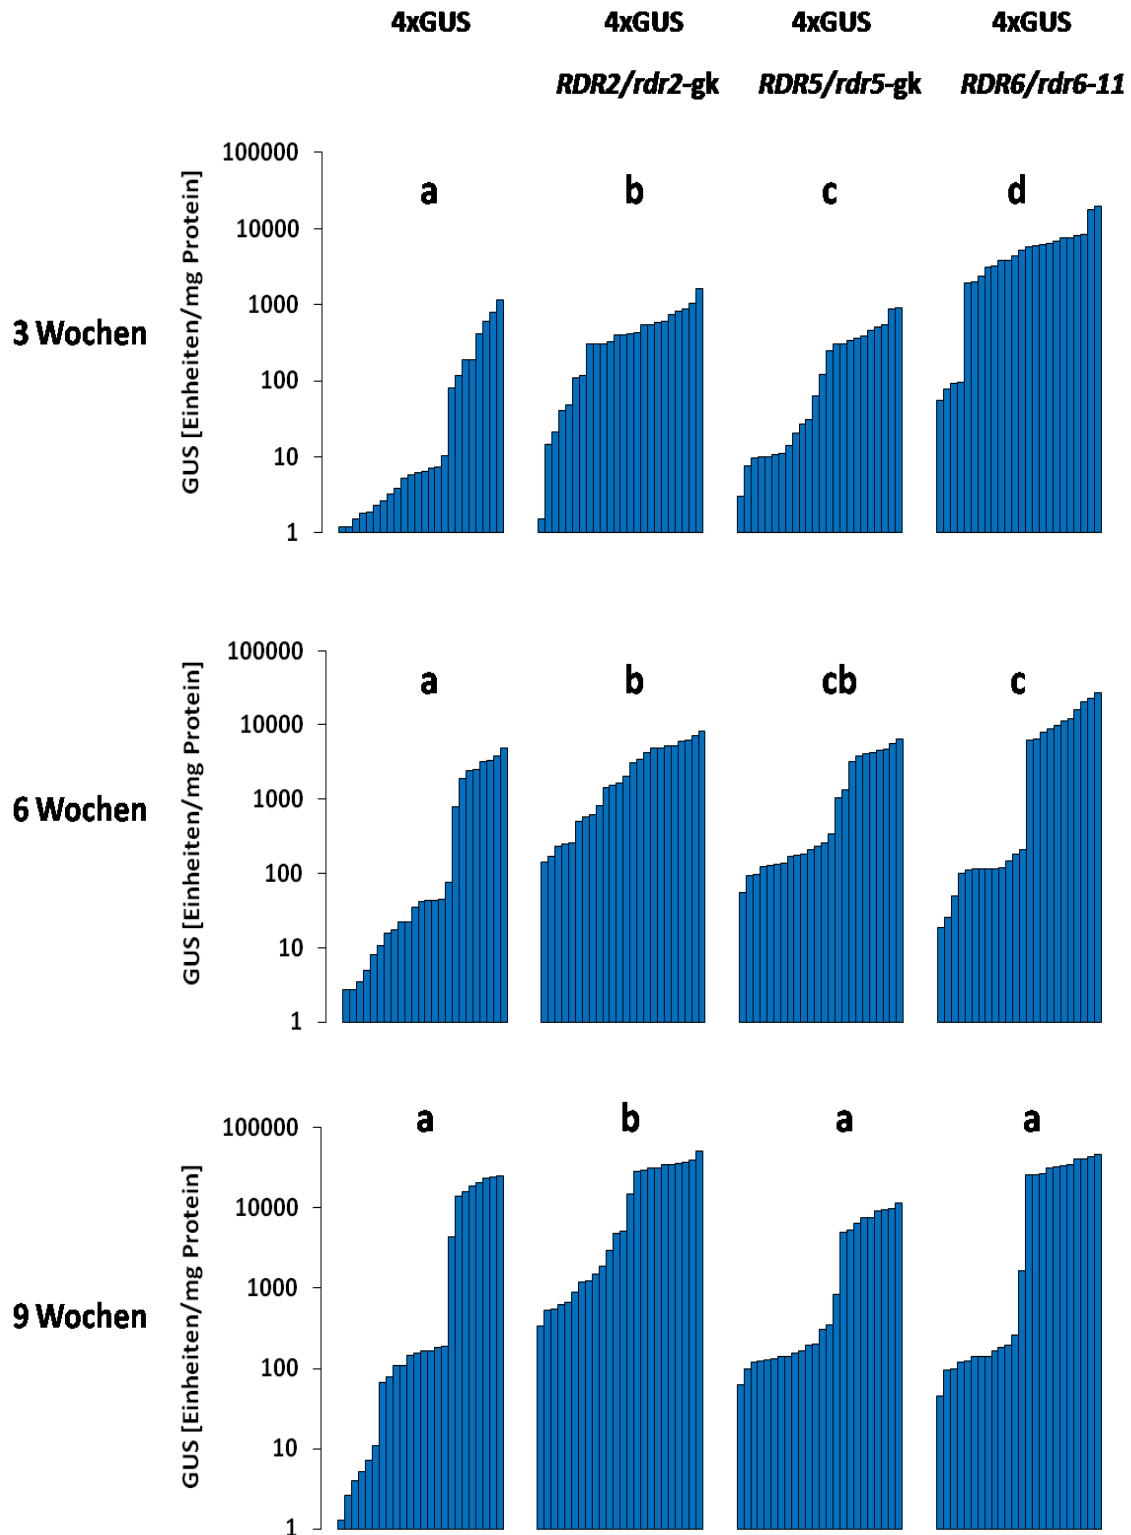 4xGUS 4xGUS 4xGUS 4xGUS
RDR2/rdr2-gk RDR5/rdr5-gk RDR6/rdr6-11
3 Wochen
GUS [Einheiten/mg Protein]
100000
10000
1000
100
10
1
a b c d
6 Wochen
GUS [Einheiten/mg Protein]
100000
10000
1000
100
10
1
a b cb c
9 Wochen
GUS [Einheiten/mg Protein]
100000
10000
1000
100
10
1
a b a a